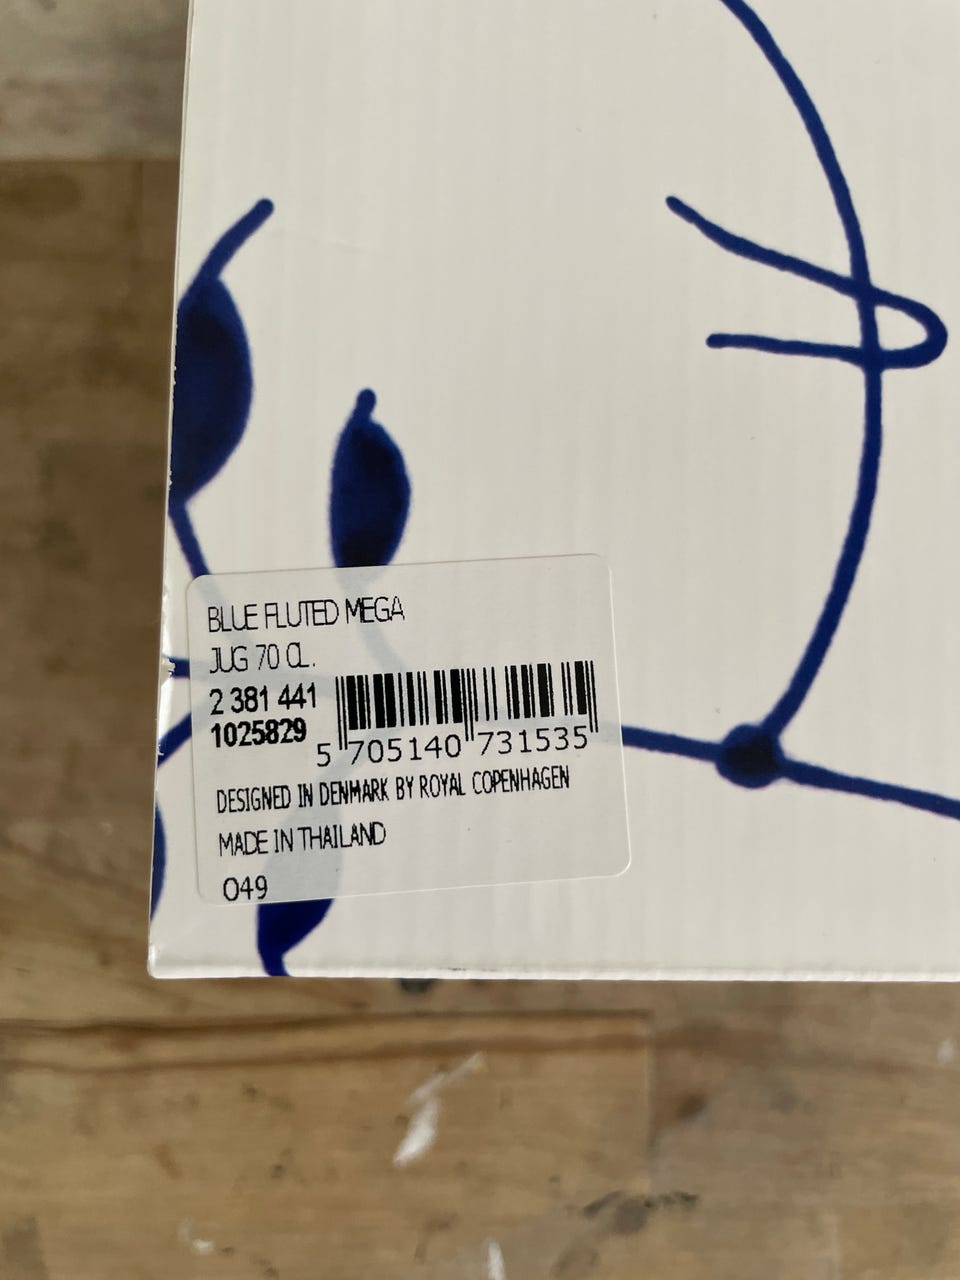 BLUE FLUTED MEGA
JUG 70 CL.
2 381 441
1025829
5 705140 731535
DESIGNED IN DENMARK BY ROYAL COPENHAGEN
MADE IN THAILAND
049